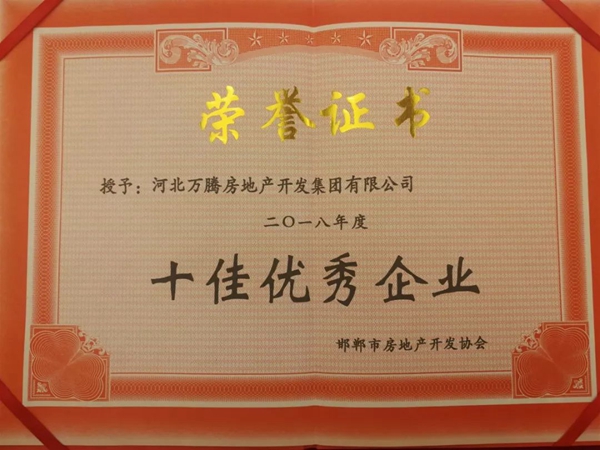 荣誉证书
授予：河北万腾房地产开发集团有限公司
二〇一八年度
十佳优秀企业
邯郸市房地产开发协会